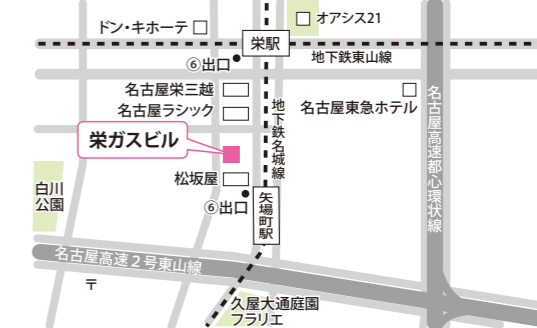 ドン・キホーテ
オアシス21
栄駅
地下鉄東山線
⑥出口
名古屋栄三越
名古屋ラシック
地下鉄名城線
名古屋東急ホテル
名古屋高速都心環状線
栄ガスビル
松坂屋
白川
公園
⑥出口
矢場町駅
名古屋高速2号東山線
〒
久屋大通庭園
フラリエ